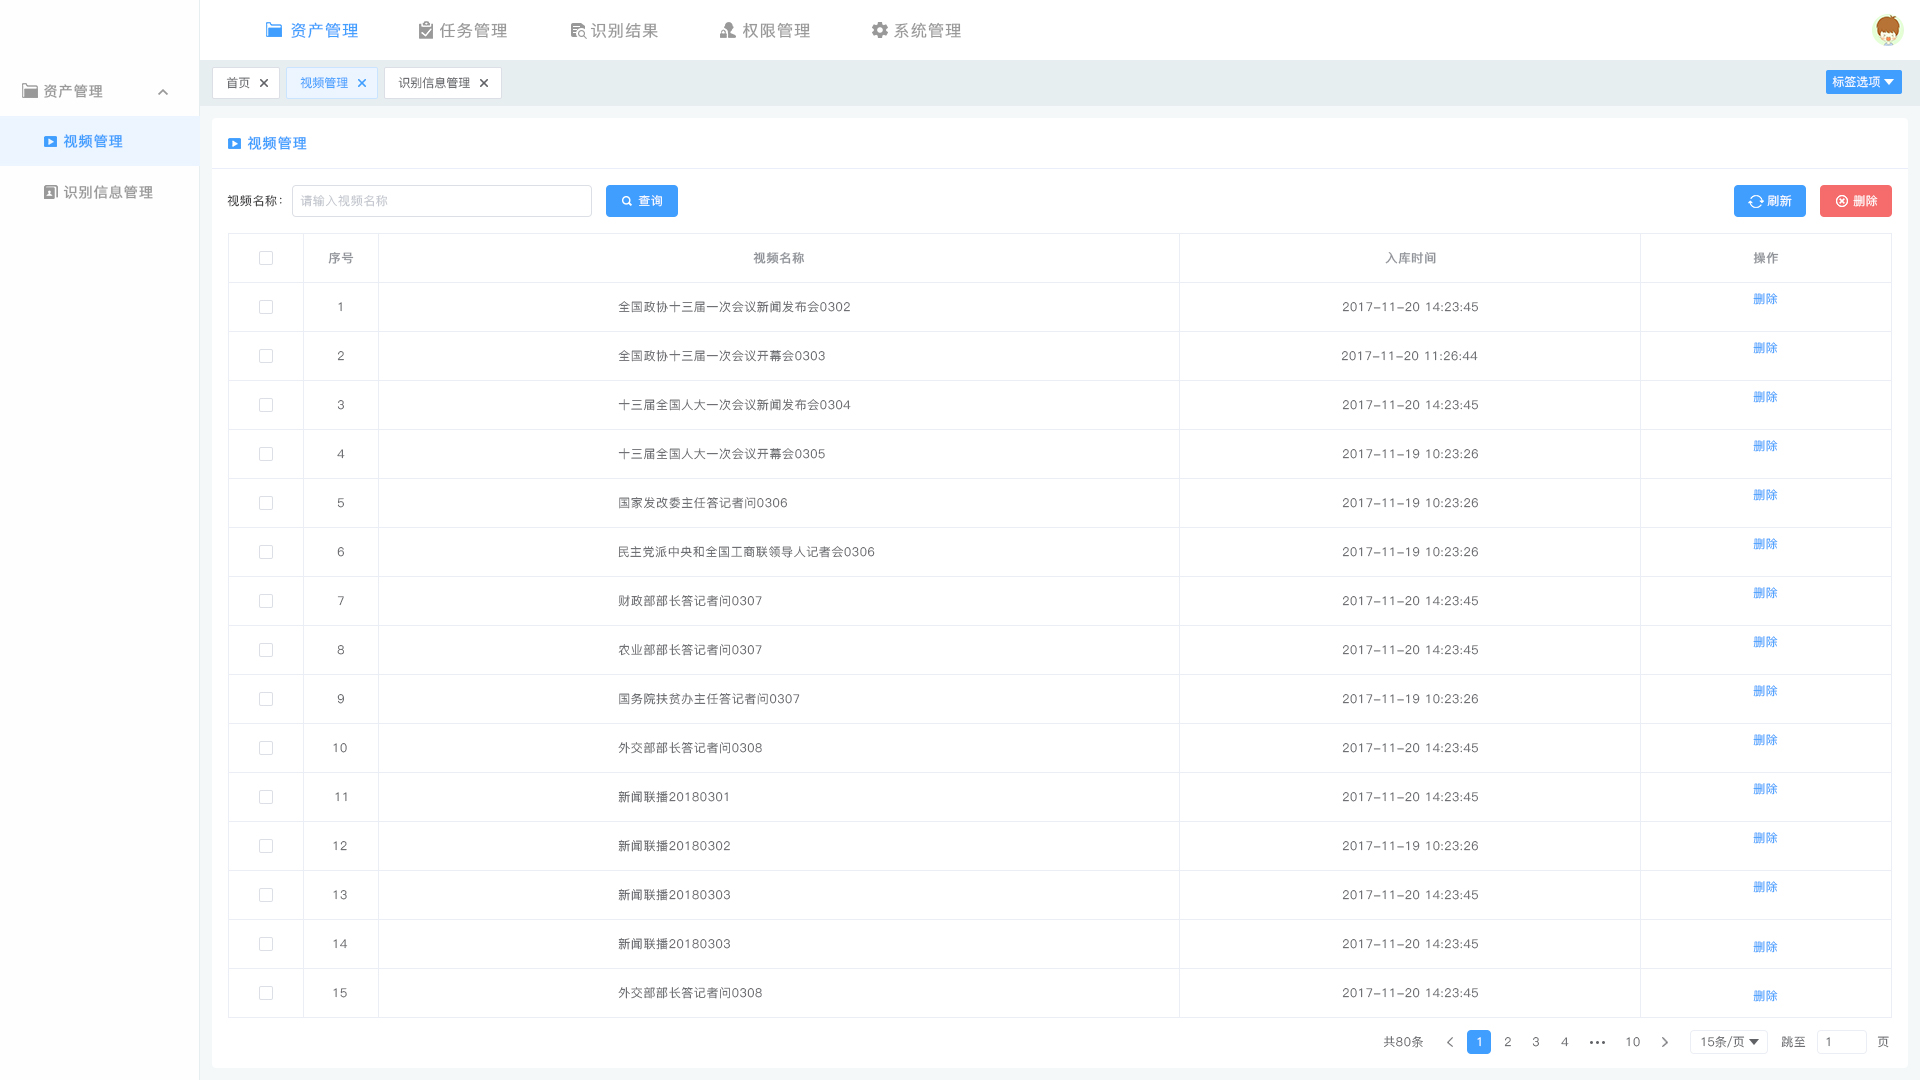 资产管理 任务管理 识别结果 权限管理 系统管理
首页 视频管理 识别信息管理 标签选项
资产管理
视频管理
识别信息管理
视频管理
视频名称: 请输入视频名称 查询 刷新 删除
序号 视频名称 入库时间 操作
1 全国政协十三届一次会议新闻发布会0302 2017-11-20 14:23:45 删除
2 全国政协十三届一次会议开幕会0303 2017-11-20 11:26:44 删除
3 十三届全国人大一次会议新闻发布会0304 2017-11-20 14:23:45 删除
4 十三届全国人大一次会议开幕会0305 2017-11-19 10:23:26 删除
5 国家发改委主任答记者问0306 2017-11-19 10:23:26 删除
6 民主党派中央和全国工商联领导人记者会0306 2017-11-19 10:23:26 删除
7 财政部部长答记者问0307 2017-11-20 14:23:45 删除
8 农业部部长答记者问0307 2017-11-20 14:23:45 删除
9 国务院扶贫办主任答记者问0307 2017-11-19 10:23:26 删除
10 外交部部长答记者问0308 2017-11-20 14:23:45 删除
11 新闻联播20180301 2017-11-20 14:23:45 删除
12 新闻联播20180302 2017-11-19 10:23:26 删除
13 新闻联播20180303 2017-11-20 14:23:45 删除
14 新闻联播20180303 2017-11-20 14:23:45 删除
15 外交部部长答记者问0308 2017-11-20 14:23:45 删除
共80条 1 2 3 4 ••• 10 15条/页 跳至 1 页